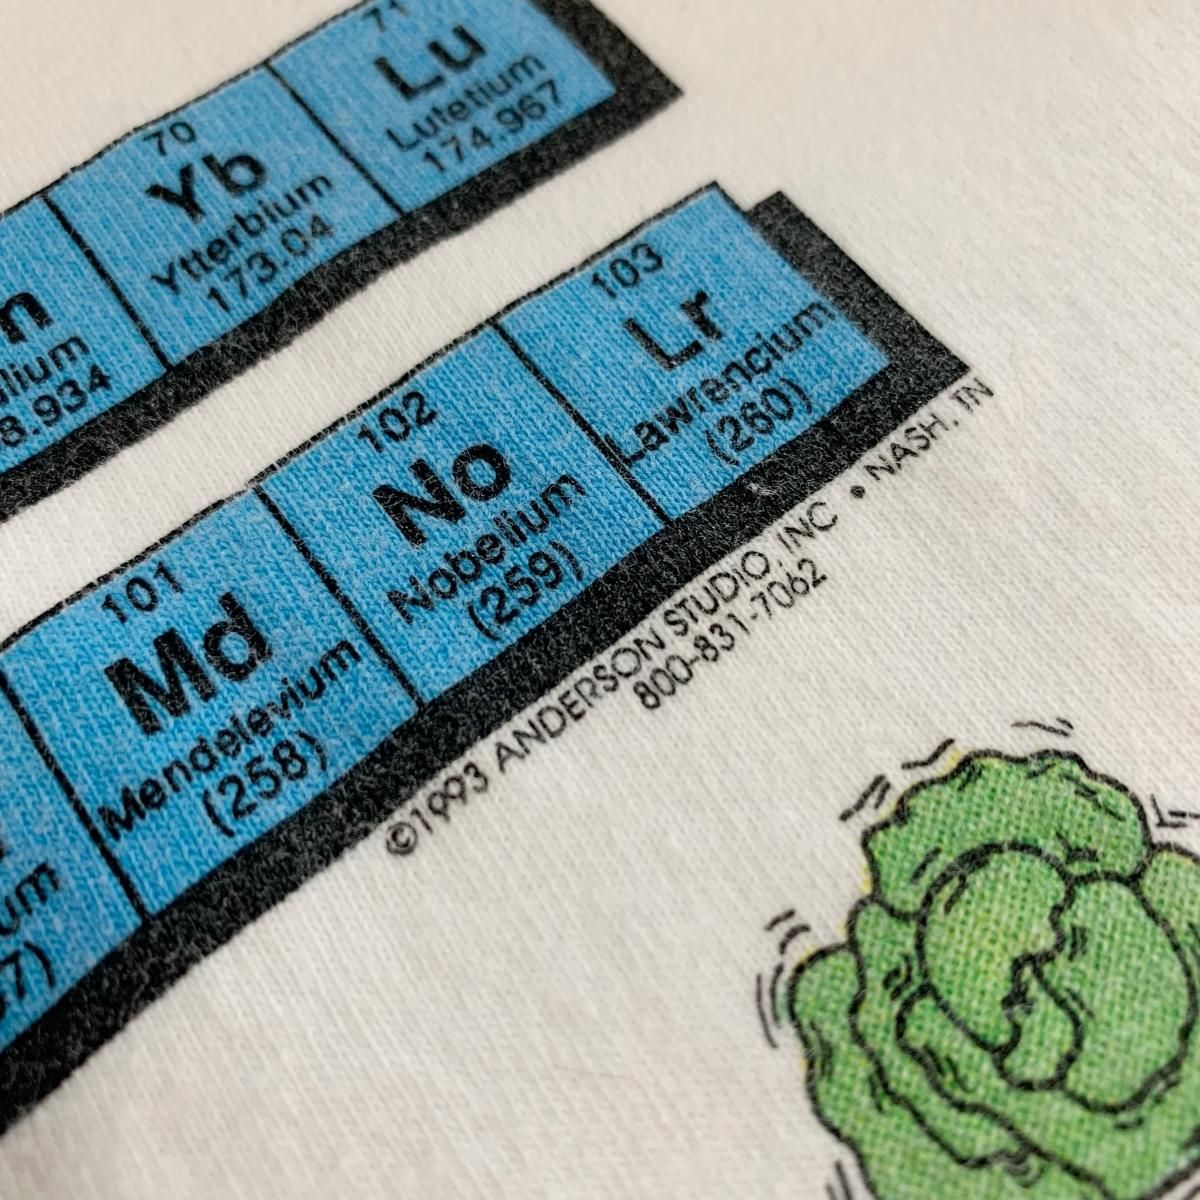 71
Lu
Lutetium
174.967
70
Yb
Ytterbium
173.04
103
Lr
Lawrencium
(260)
102
No
Nobelium
(259)
101
Md
Mendelevium
(258)
©1993 ANDERSON STUDIO, INC • NASH, TN
800-831-7062